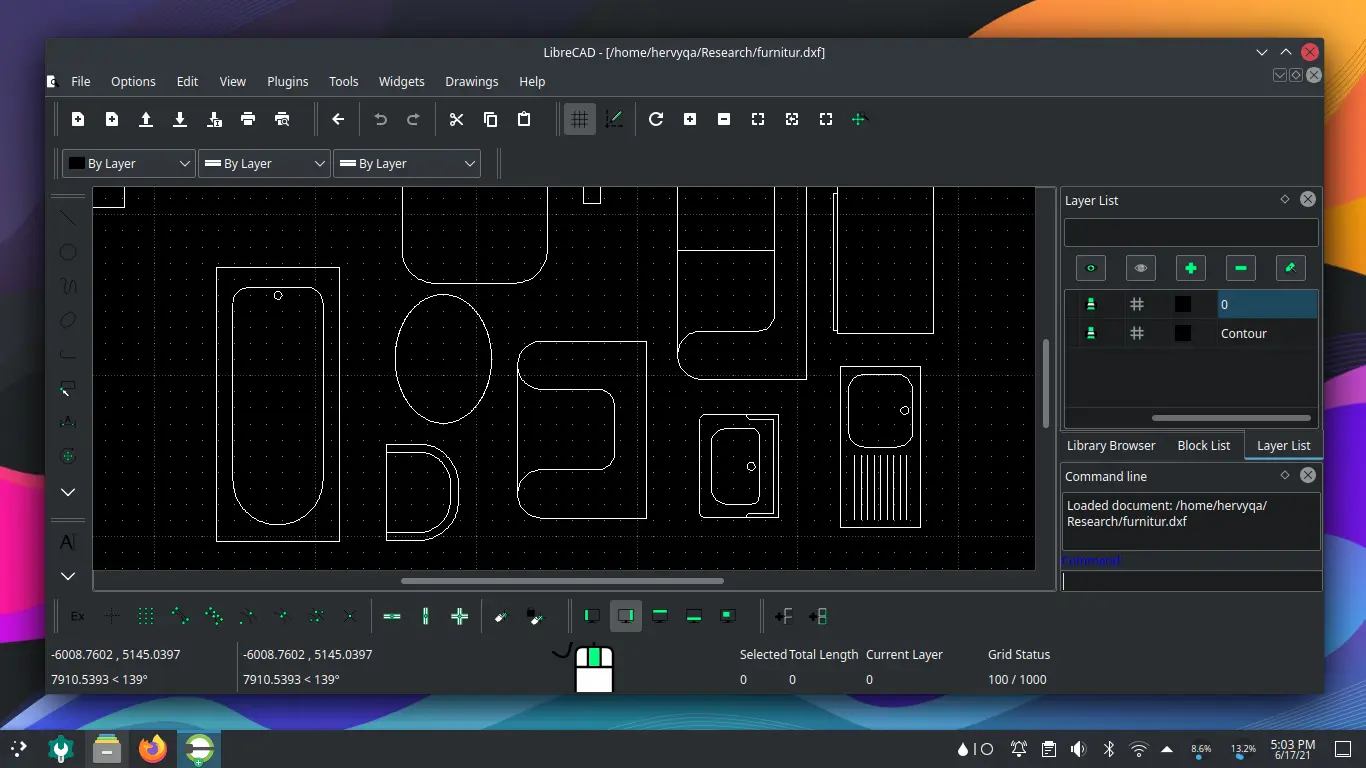 LibreCAD - [/home/hervyqa/Research/furnitur.dxf]
File Options Edit View Plugins Tools Widgets Drawings Help
By Layer By Layer By Layer
Layer List
0
Contour
Library Browser Block List Layer List
Command line
Loaded document: /home/hervyqa/
Research/furnitur.dxf
Command:
A
Ex
-6008.7602 , 5145.0397 -6008.7602 , 5145.0397 Selected Total Length Current Layer Grid Status
7910.5393 < 139° 7910.5393 < 139° 0 0 0 100 / 1000
8.6% 13.2% 5:03 PM
6/17/21